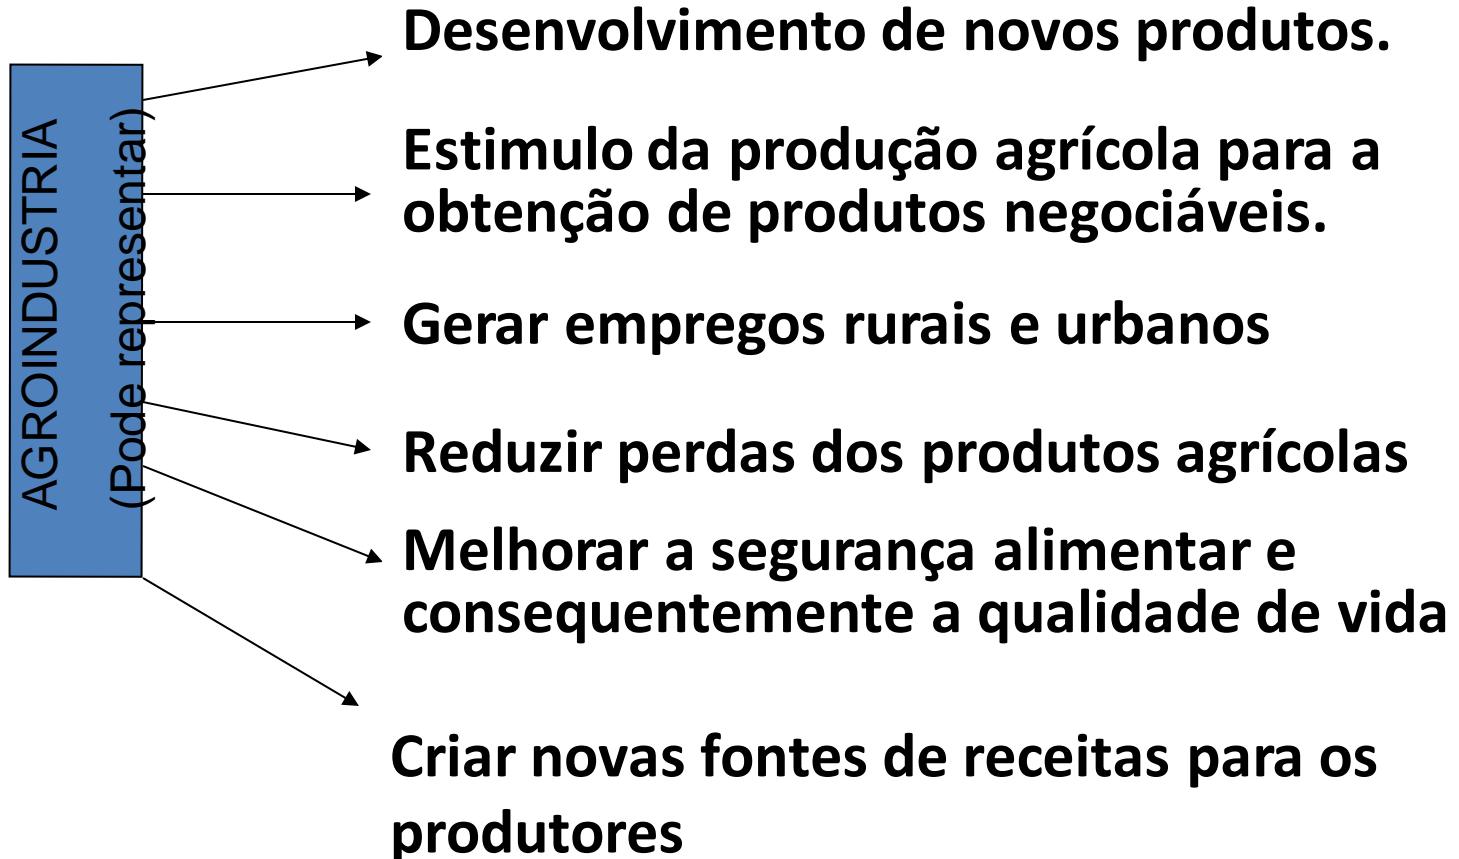 AGROINDUSTRIA
(Pode representar)
Desenvolvimento de novos produtos.
Estimulo da produção agrícola para a
obtenção de produtos negociáveis.
Gerar empregos rurais e urbanos
Reduzir perdas dos produtos agrícolas
Melhorar a segurança alimentar e
consequentemente a qualidade de vida
Criar novas fontes de receitas para os
produtores